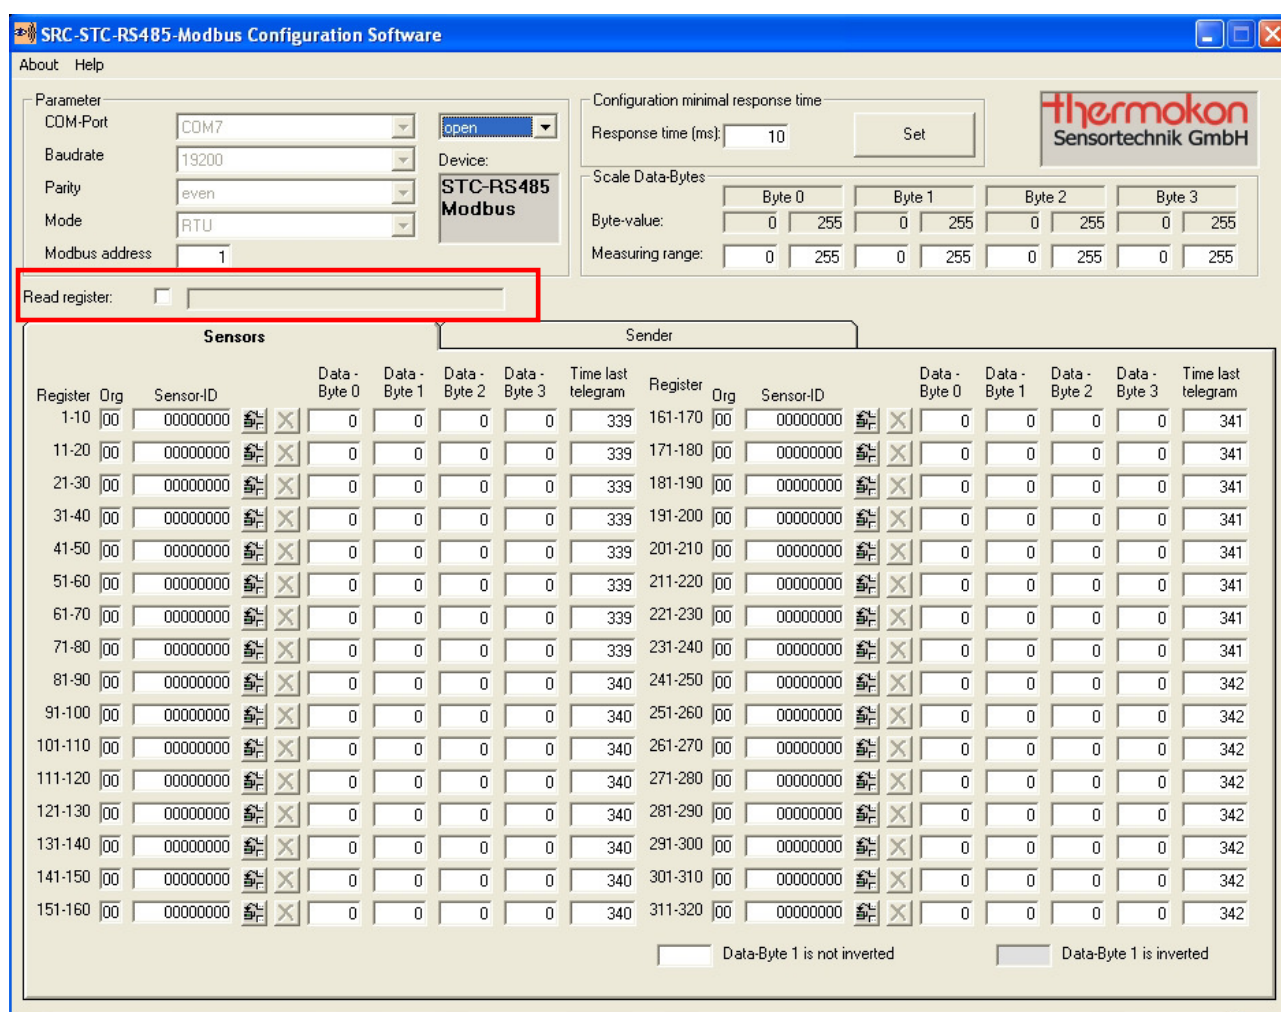 SRC-STC-RS485-Modbus Configuration Software
About Help
Parameter
COM-Port COM7 open
Baudrate 19200 Device:
Parity even STC-RS485
Mode RTU Modbus
Modbus address 1
Configuration minimal response time
Response time (ms): 10 Set
thermokon
Sensortechnik GmbH
Scale Data-Bytes
Byte 0 Byte 1 Byte 2 Byte 3
Byte-value: 0 255 0 255 0 255 0 255
Measuring range: 0 255 0 255 0 255 0 255
Read register:
Sensors Sender
Data - Data - Data - Data - Time last Data - Data - Data - Data - Time last
Register Org Sensor-ID Byte 0 Byte 1 Byte 2 Byte 3 telegram Register Org Sensor-ID Byte 0 Byte 1 Byte 2 Byte 3 telegram
1-10 00 00000000 0 0 0 0 339 161-170 00 00000000 0 0 0 0 341
11-20 00 00000000 0 0 0 0 339 171-180 00 00000000 0 0 0 0 341
21-30 00 00000000 0 0 0 0 339 181-190 00 00000000 0 0 0 0 341
31-40 00 00000000 0 0 0 0 339 191-200 00 00000000 0 0 0 0 341
41-50 00 00000000 0 0 0 0 339 201-210 00 00000000 0 0 0 0 341
51-60 00 00000000 0 0 0 0 339 211-220 00 00000000 0 0 0 0 341
61-70 00 00000000 0 0 0 0 339 221-230 00 00000000 0 0 0 0 341
71-80 00 00000000 0 0 0 0 339 231-240 00 00000000 0 0 0 0 341
81-90 00 00000000 0 0 0 0 340 241-250 00 00000000 0 0 0 0 342
91-100 00 00000000 0 0 0 0 340 251-260 00 00000000 0 0 0 0 342
101-110 00 00000000 0 0 0 0 340 261-270 00 00000000 0 0 0 0 342
111-120 00 00000000 0 0 0 0 340 271-280 00 00000000 0 0 0 0 342
121-130 00 00000000 0 0 0 0 340 281-290 00 00000000 0 0 0 0 342
131-140 00 00000000 0 0 0 0 340 291-300 00 00000000 0 0 0 0 342
141-150 00 00000000 0 0 0 0 340 301-310 00 00000000 0 0 0 0 342
151-160 00 00000000 0 0 0 0 340 311-320 00 00000000 0 0 0 0 342
Data-Byte 1 is not inverted Data-Byte 1 is inverted